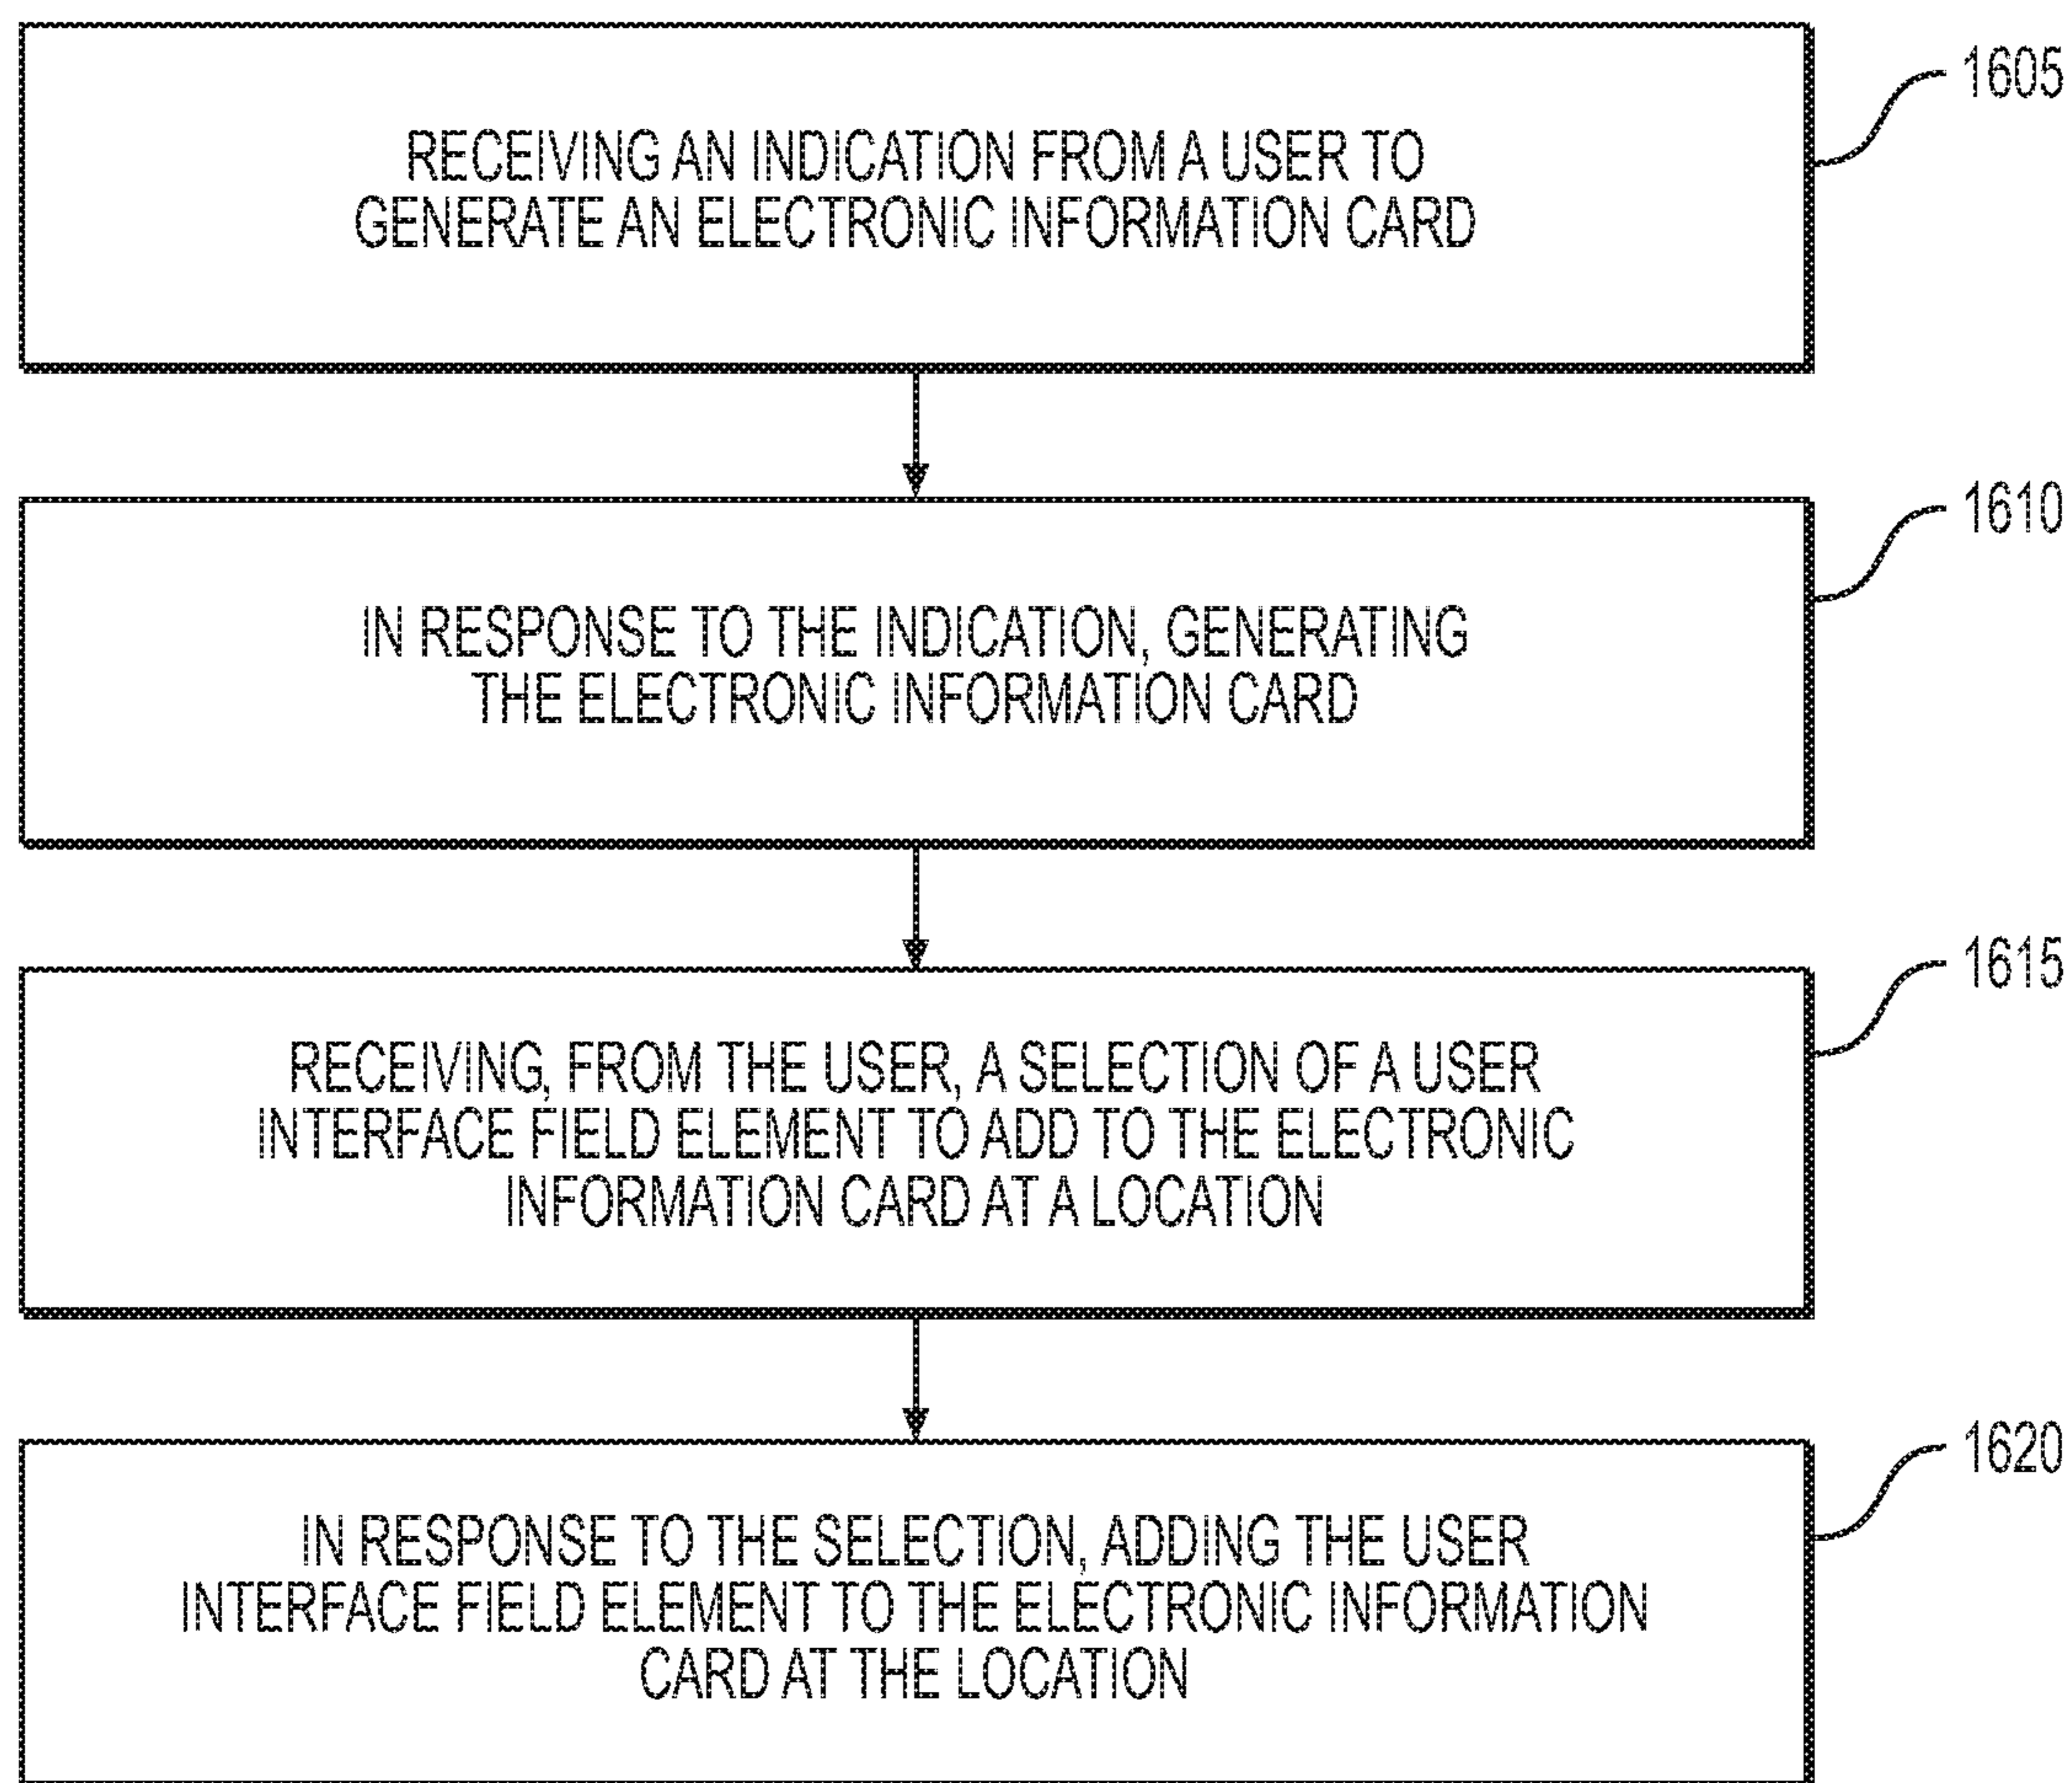 1605
RECEIVING AN INDICATION FROM A USER TO
GENERATE AN ELECTRONIC INFORMATION CARD
1610
IN RESPONSE TO THE INDICATION, GENERATING
THE ELECTRONIC INFORMATION CARD
1615
RECEIVING, FROM THE USER, A SELECTION OF A USER
INTERFACE FIELD ELEMENT TO ADD TO THE ELECTRONIC
INFORMATION CARD AT A LOCATION
1620
IN RESPONSE TO THE SELECTION, ADDING THE USER
INTERFACE FIELD ELEMENT TO THE ELECTRONIC INFORMATION
CARD AT THE LOCATION